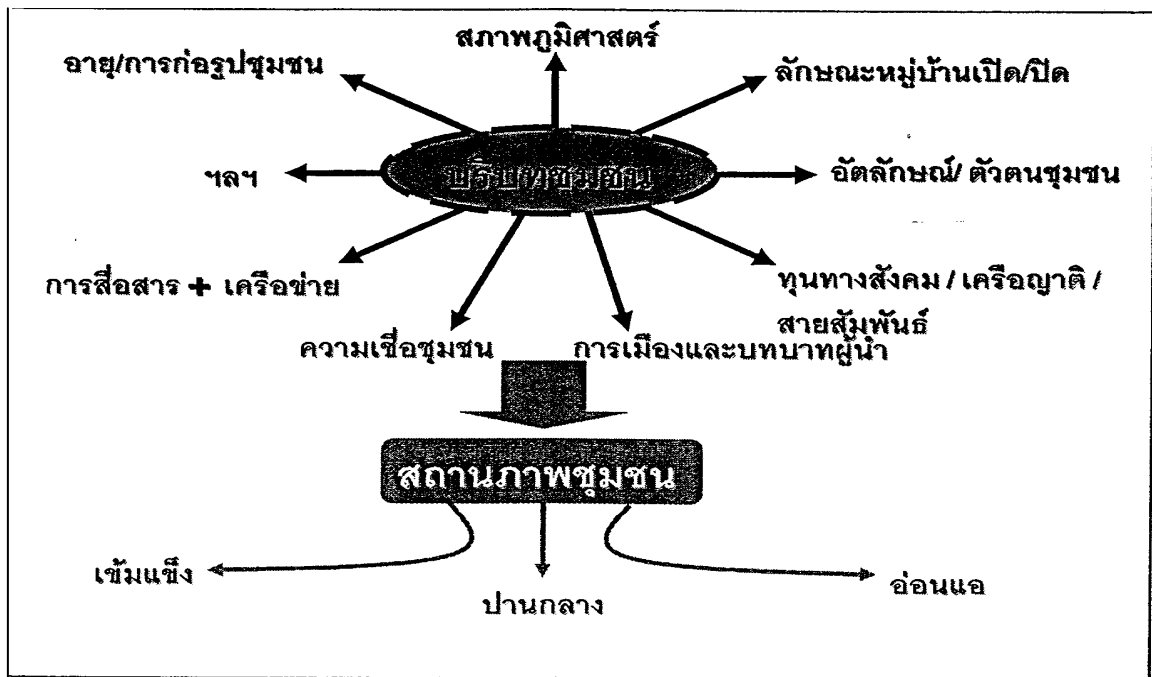 สภาพภูมิศาสตร์
อายุ/การก่อรูปชุมชน
ลักษณะหมู่บ้านเปิด/ปิด
บริบทชุมชน
ฯลฯ
อัตลักษณ์/ ตัวตนชุมชน
การสื่อสาร + เครือข่าย
ทุนทางสังคม / เครือญาติ /
สายสัมพันธ์
ความเชื่อชุมชน
การเมืองและบทบาทผู้นำ
สถานภาพชุมชน
เข้มแข็ง
ปานกลาง
อ่อนแอ